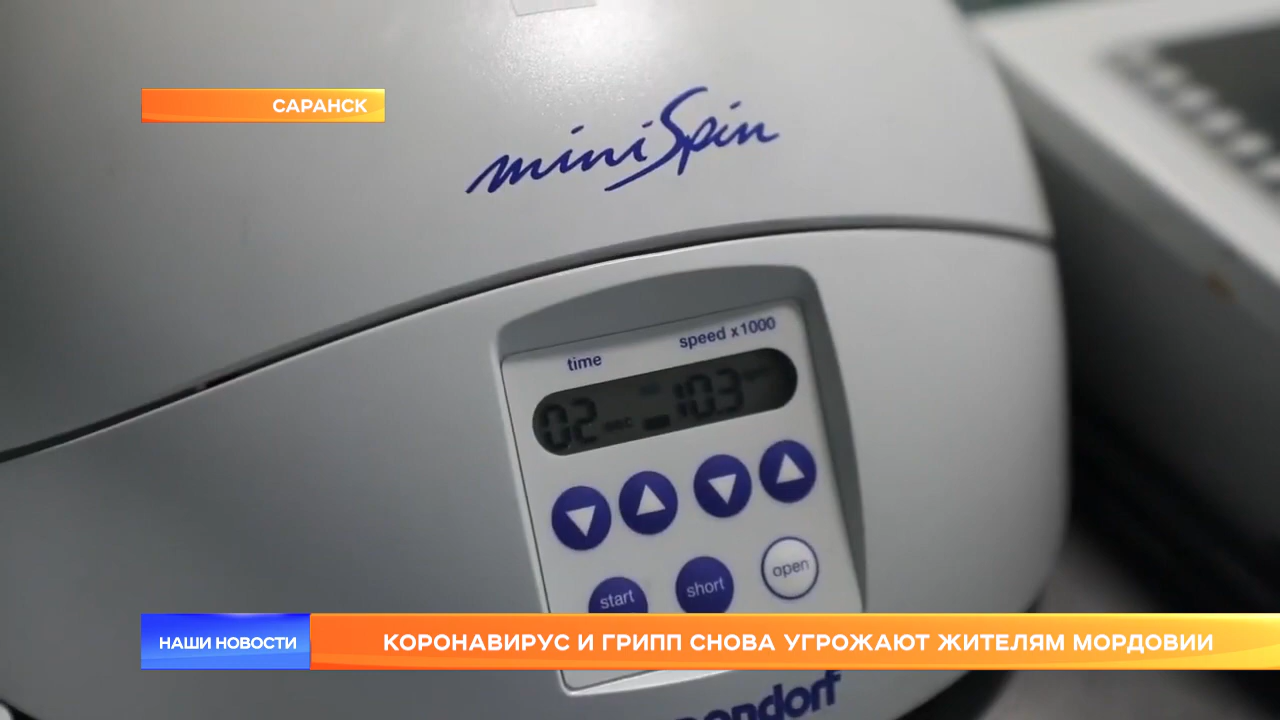 САРАНСК
miniSpin
time speed x1000
02 sec 10.3
start short open
НАШИ НОВОСТИ КОРОНАВИРУС И ГРИПП СНОВА УГРОЖАЮТ ЖИТЕЛЯМ МОРДОВИИ